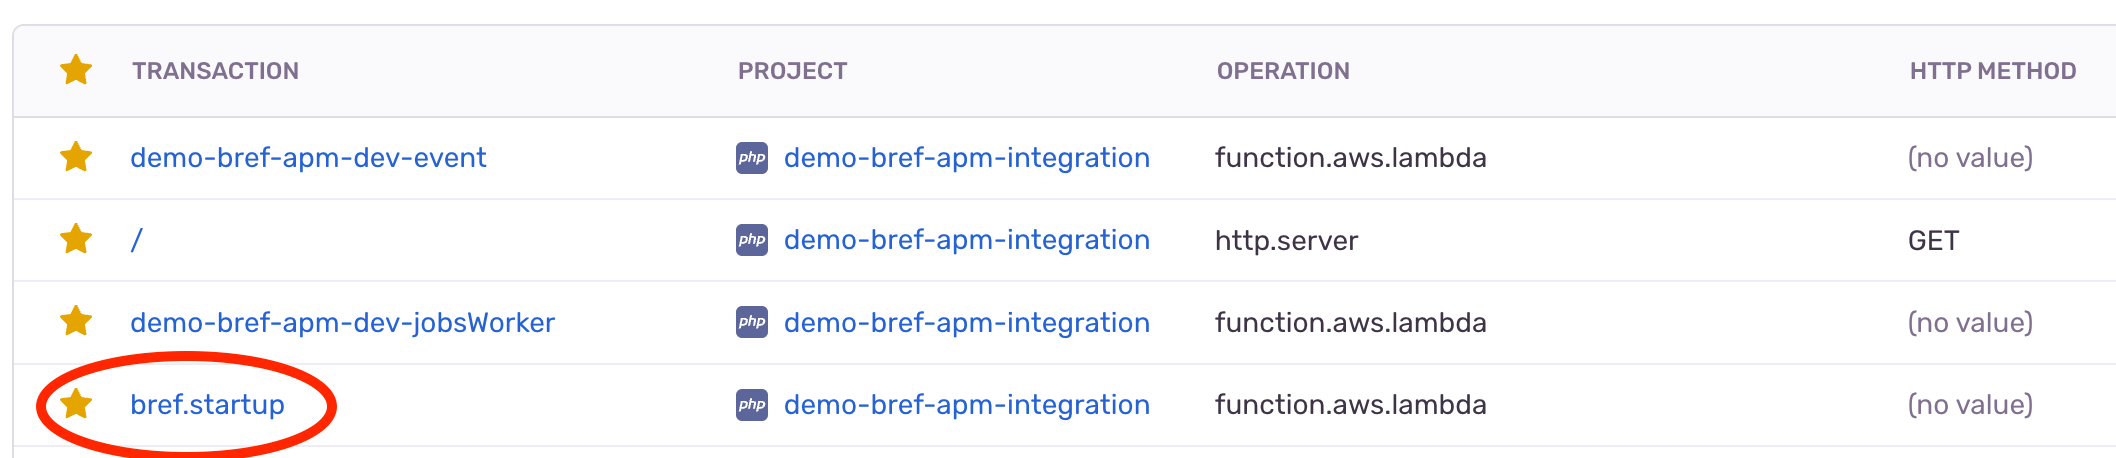 TRANSACTION PROJECT OPERATION HTTP METHOD
demo-bref-apm-dev-event php demo-bref-apm-integration function.aws.lambda (no value)
/ php demo-bref-apm-integration http.server GET
demo-bref-apm-dev-jobsWorker php demo-bref-apm-integration function.aws.lambda (no value)
bref.startup php demo-bref-apm-integration function.aws.lambda (no value)